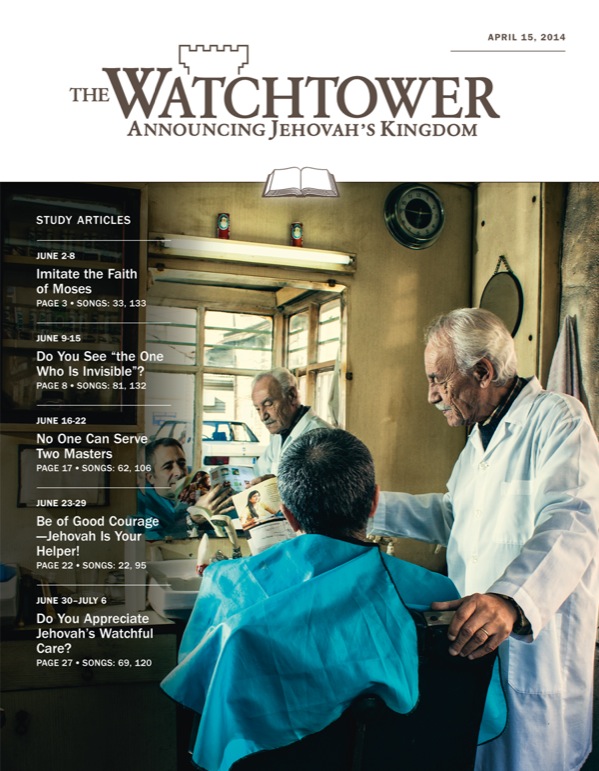 APRIL 15, 2014
THE WATCHTOWER
ANNOUNCING JEHOVAH’S KINGDOM
STUDY ARTICLES
JUNE 2-8
Imitate the Faith
of Moses
PAGE 3 • SONGS: 33, 133
JUNE 9-15
Do You See “the One
Who Is Invisible”?
PAGE 8 • SONGS: 81, 132
JUNE 16-22
No One Can Serve
Two Masters
PAGE 17 • SONGS: 62, 106
JUNE 23-29
Be of Good Courage
—Jehovah Is Your
Helper!
PAGE 22 • SONGS: 22, 95
JUNE 30–JULY 6
Do You Appreciate
Jehovah’s Watchful
Care?
PAGE 27 • SONGS: 69, 120